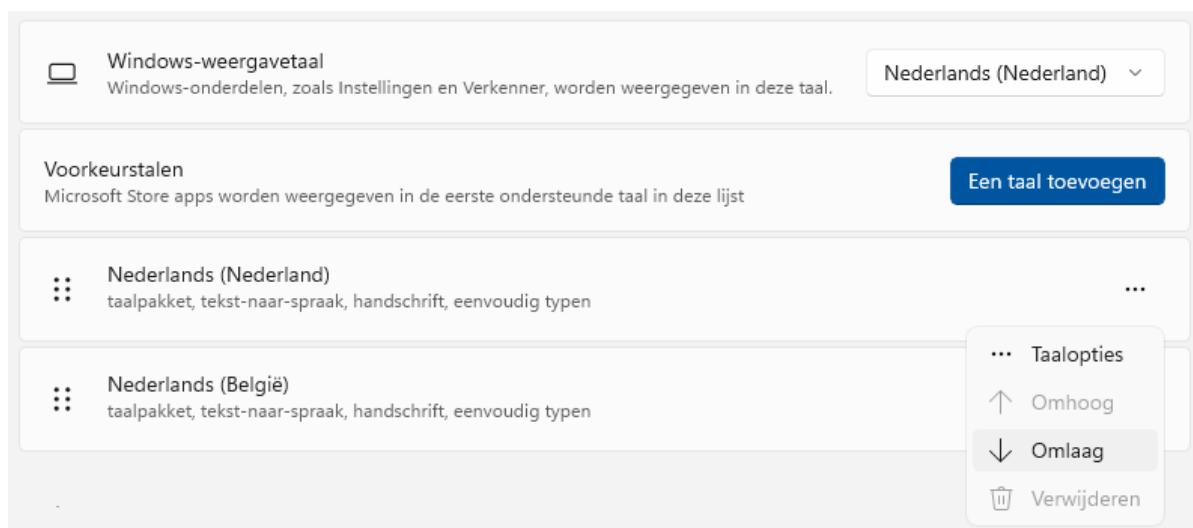 Windows-weergavetaal
Windows-onderdelen, zoals Instellingen en Verkenner, worden weergegeven in deze taal.
Nederlands (Nederland)
Voorkeurstalen
Microsoft Store apps worden weergegeven in de eerste ondersteunde taal in deze lijst
Een taal toevoegen
Nederlands (Nederland)
taalpakket, tekst-naar-spraak, handschrift, eenvoudig typen
Nederlands (België)
taalpakket, tekst-naar-spraak, handschrift, eenvoudig typen
Taalopties
Omhoog
Omlaag
Verwijderen